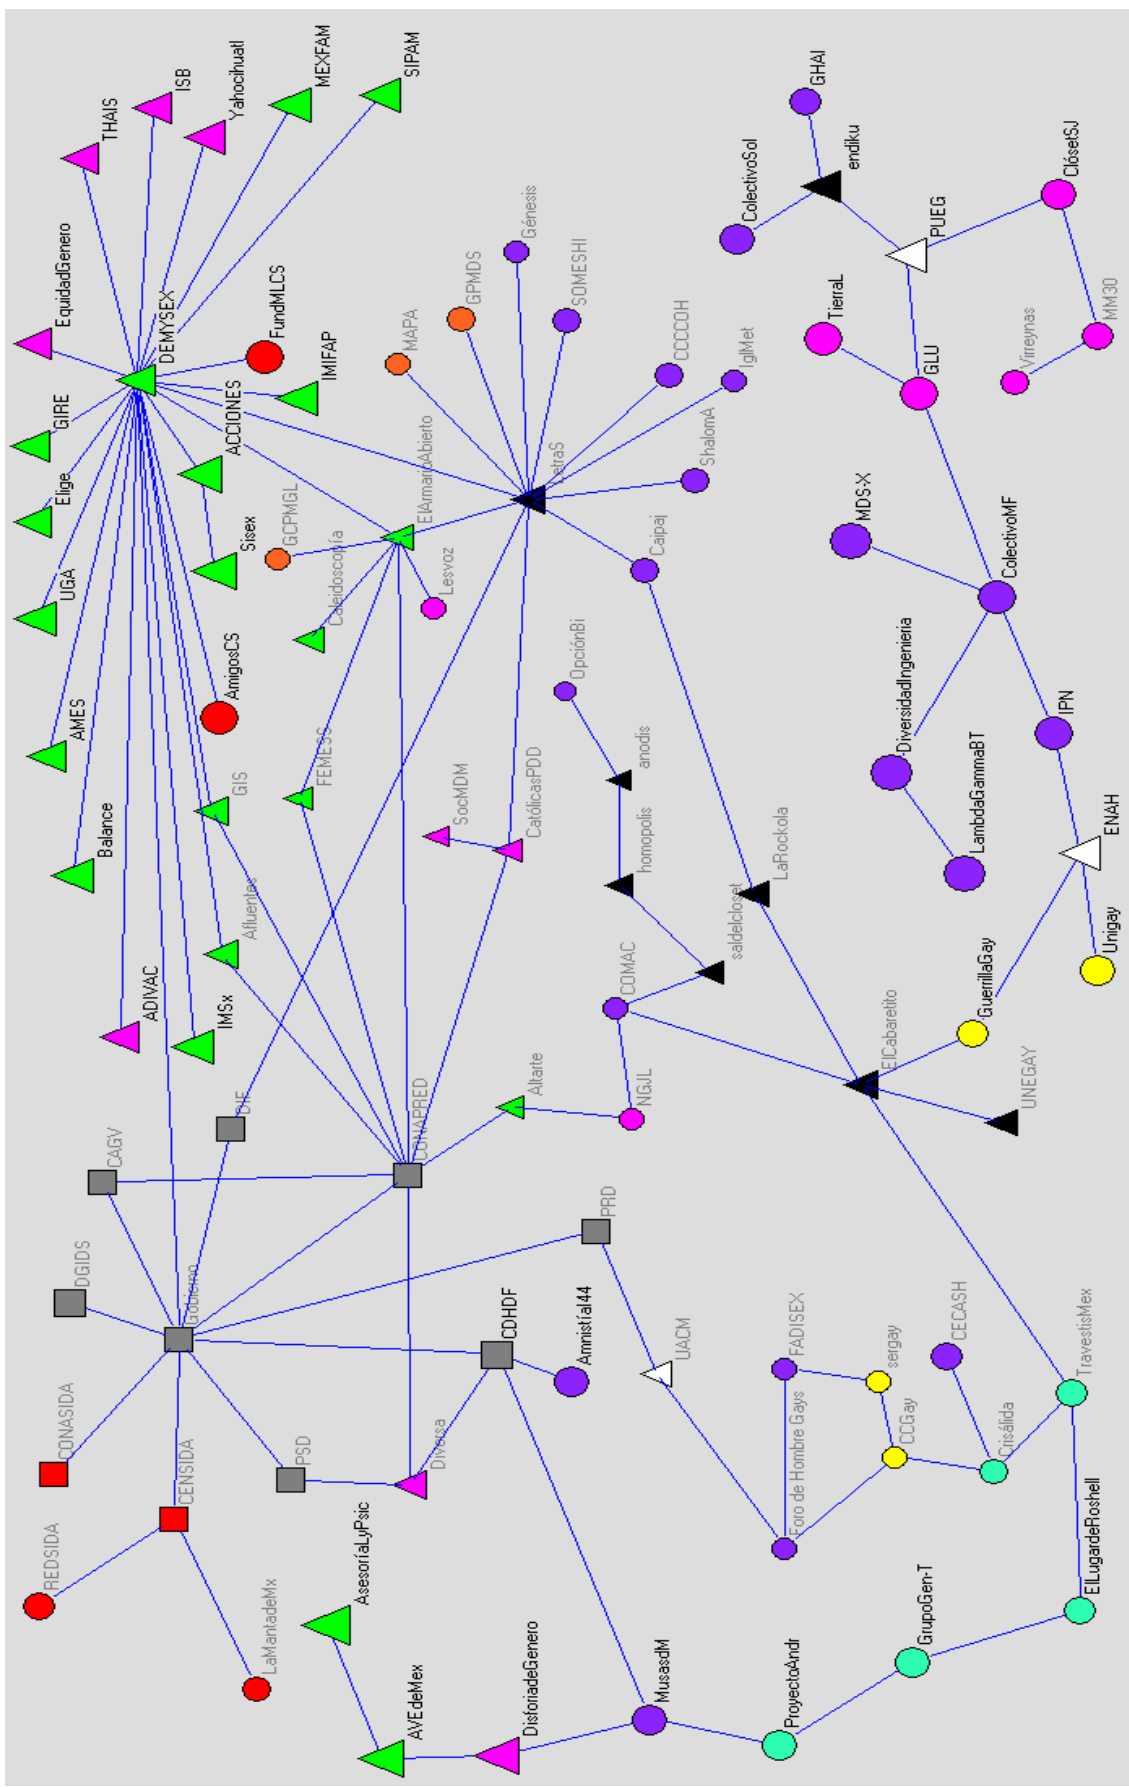 REDSIDA
CONASIDA
DGIDS
CAGV
ADIVAC
Balance
AMES
UGA
Elige
GIRE
EquidadGenero
THAIS
ISB
Yahocihuatl
MEXFAM
SIPAM
CENSIDA
Gobierno
DIF
IMSx
Afluentes
GIS
AmigosCS
Sisex
ACCIONES
DEMYSEX
FundMLCS
IMIFAP
LaMantadeMx
PSD
CONAPRED
FEMESS
Caleidoscopía
GCPMGL
ElArmarioAbierto
MAPA
GPMDS
Génesis
AsesoríaLyPsic
Diversa
CDHDF
Altarte
SocMDM
CatólicasPDD
Lesvoz
LetraS
SOMESHI
CCCCOH
IglMet
ShalomA
Caipaj
AVEdeMex
DisforiadeGenero
Amnistíal44
PRD
NGJL
COMAC
homopolis
anodis
OpciónBi
MusasdM
UACM
saldelcloset
LaRockola
ColectivoSol
GHAI
endiku
ProyectoAndr
Foro de Hombre Gays
FADISEX
sergay
CCGay
ElCabaretito
DiversidadIngenieria
MDS-X
TierraL
GLU
PUEG
GrupoGen-T
Crisálida
CECASH
UNEGAY
GuerrillaGay
LambdaGammaBT
ColectivoMF
Virreynas
ClósetSJ
ElLugardeRoshell
TravestisMex
Unigay
ENAH
IPN
MM30